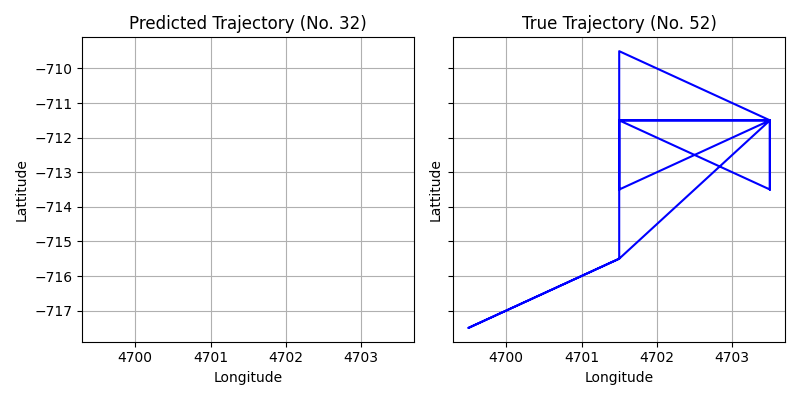 Predicted Trajectory (No. 32)
True Trajectory (No. 52)
−710
−711
−712
−713
−714
−715
−716
−717
Lattitude
Lattitude
4700 4701 4702 4703
4700 4701 4702 4703
Longitude
Longitude